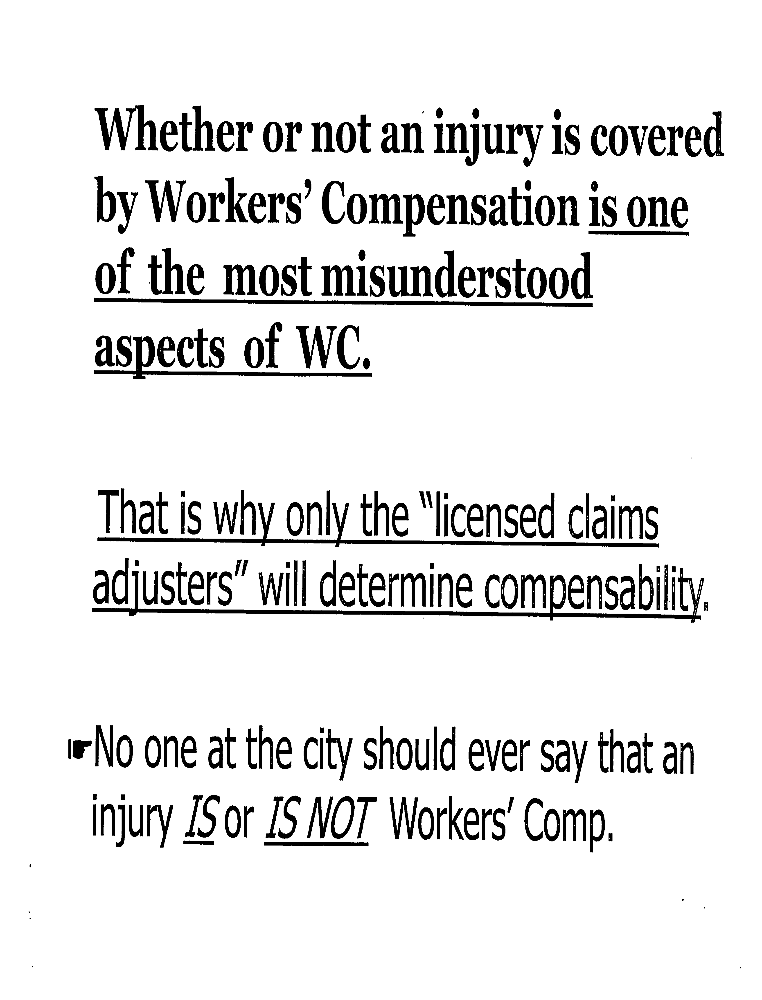 Whether or not an injury is covered
by Workers’ Compensation is one
of the most misunderstood
aspects of WC.
That is why only the “licensed claims
adjusters” will determine compensability.
☛No one at the city should ever say that an
injury IS or IS NOT Workers’ Comp.